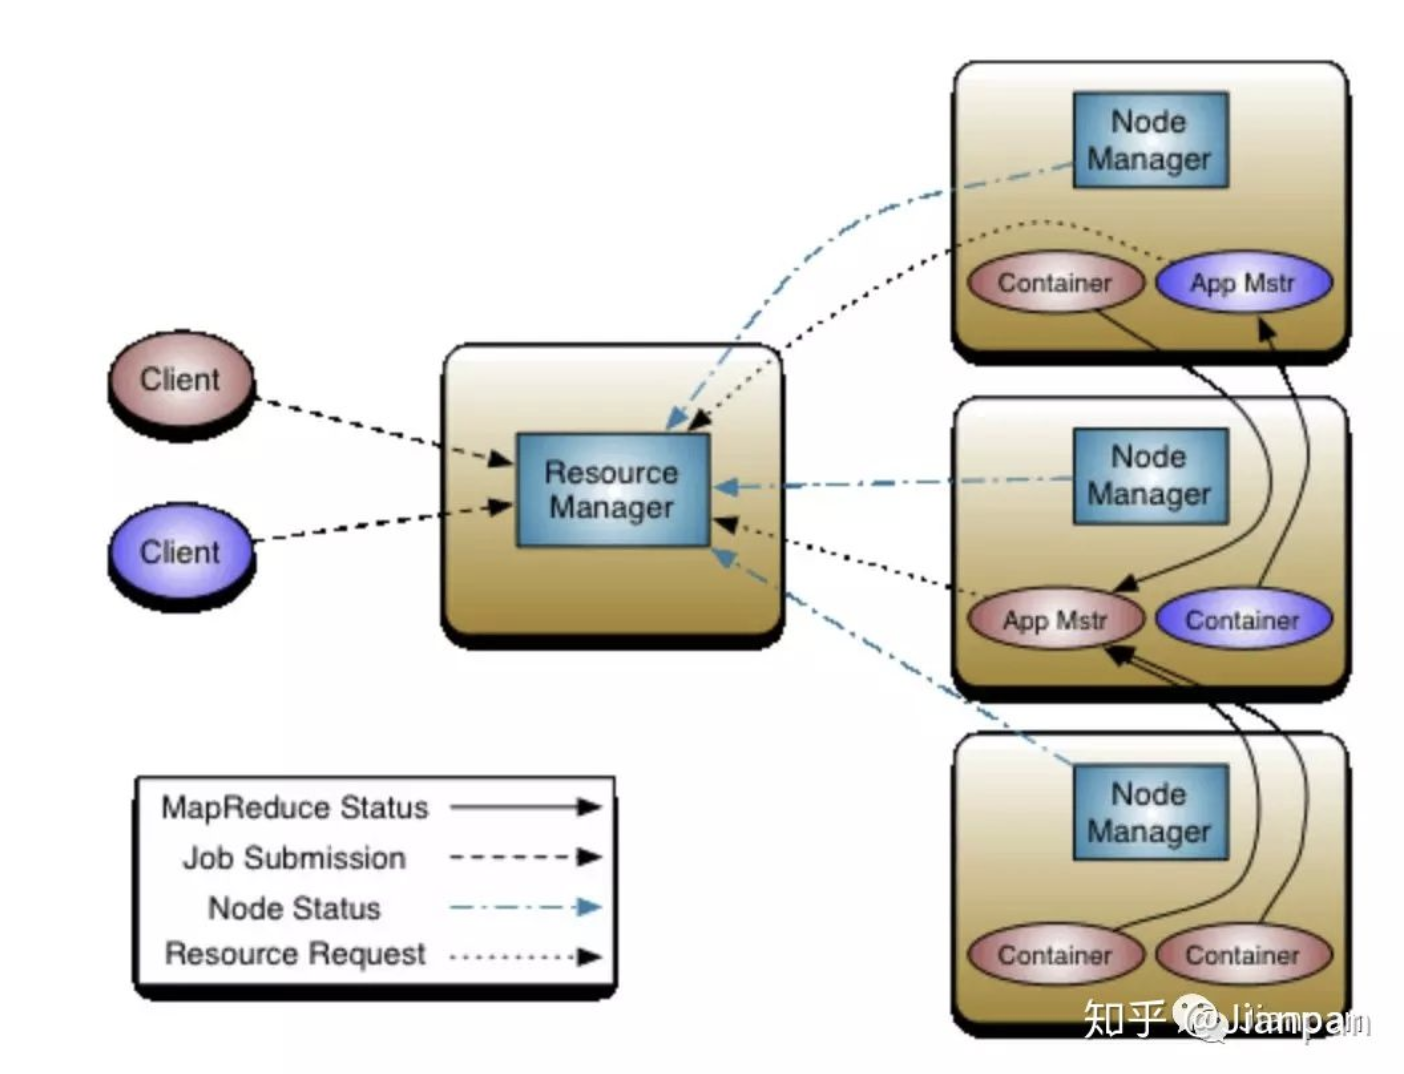 Node
Manager
Container
App Mstr
Client
Client
Resource
Manager
Node
Manager
App Mstr
Container
Node
Manager
Container
Container
MapReduce Status
Job Submission
Node Status
Resource Request
知乎 @Jianpam